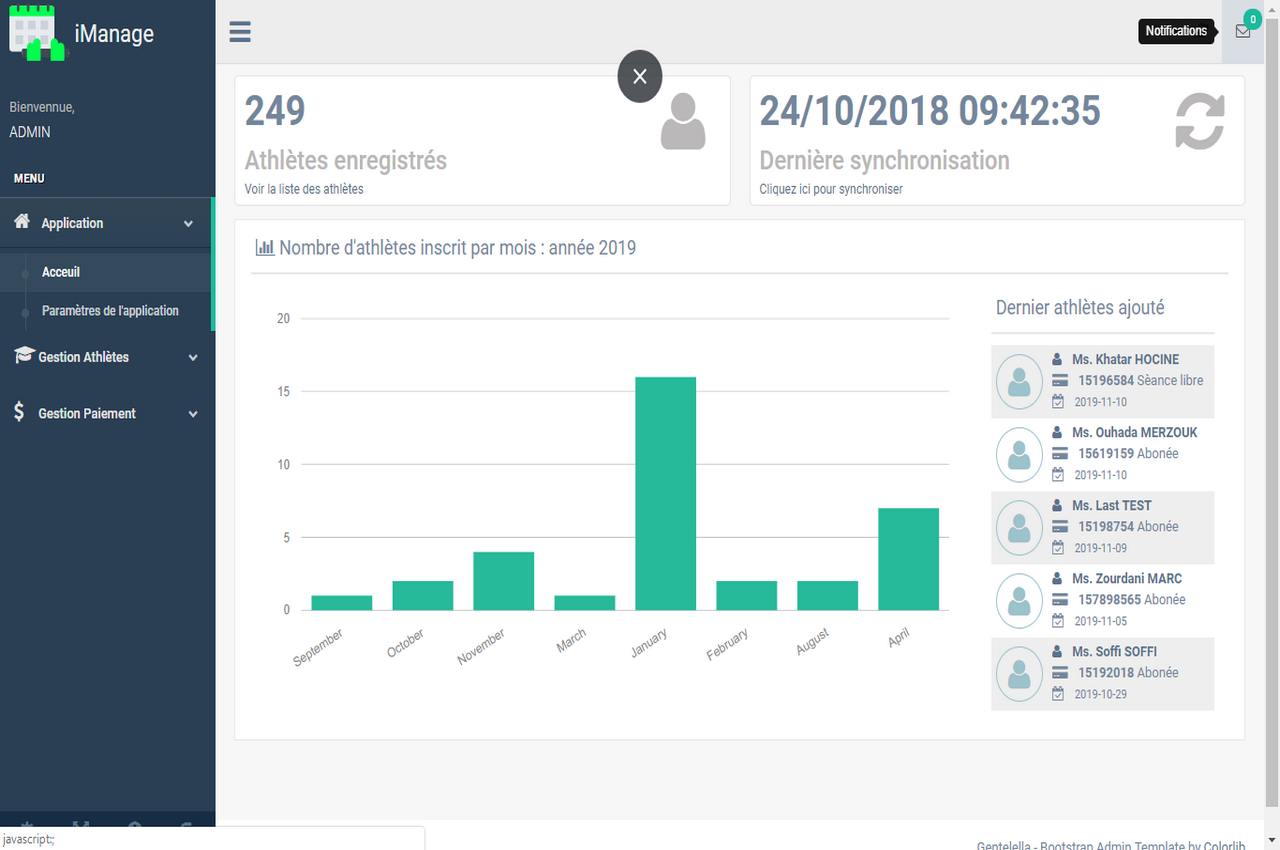 iManage
Bienvennue,
ADMIN
MENU
Application
Acceuil
Paramètres de l'application
Gestion Athlètes
Gestion Paiement
javascript:;
Notifications
0
249
Athlètes enregistrés
Voir la liste des athlètes
24/10/2018 09:42:35
Dernière synchronisation
Cliquez ici pour synchroniser
Nombre d'athlètes inscrit par mois : année 2019
20
15
10
5
0
September
October
November
March
January
February
August
April
Dernier athlètes ajouté
Ms. Khatar HOCINE
15196584 Sèance libre
2019-11-10
Ms. Ouhada MERZOUK
15619159 Abonée
2019-11-10
Ms. Last TEST
15198754 Abonée
2019-11-09
Ms. Zourdani MARC
157898565 Abonée
2019-11-05
Ms. Soffi SOFFI
15192018 Abonée
2019-10-29
Gentelella - Bootstrap Admin Template by Colorlib